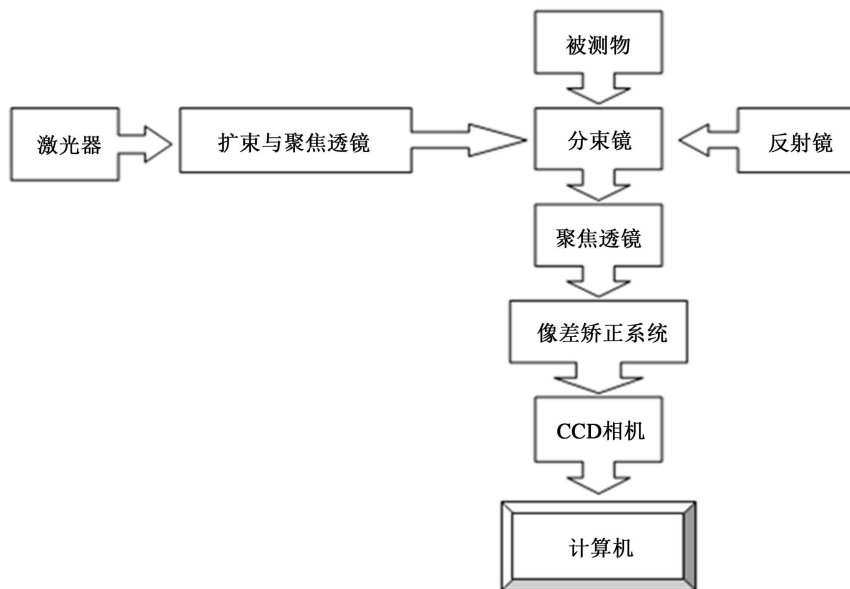 被测物
激光器
扩束与聚焦透镜
分束镜
反射镜
聚焦透镜
像差矫正系统
CCD相机
计算机